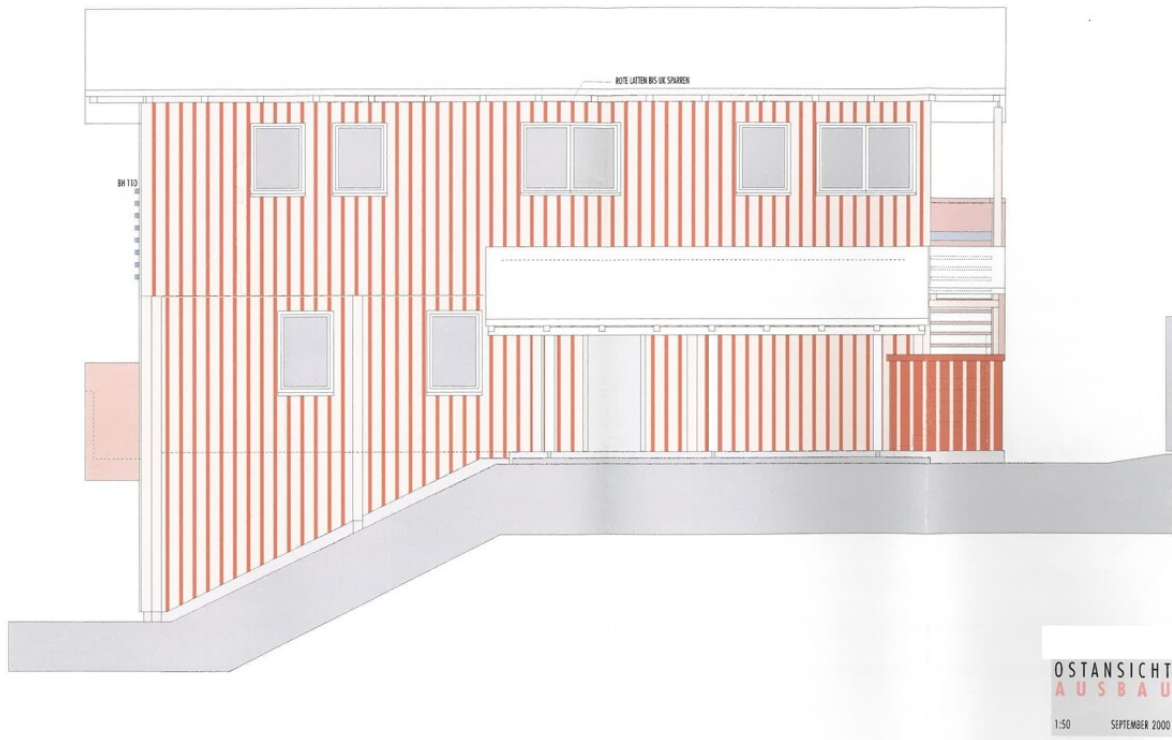 ROTE LATTEN BIS UK SPARREN
BH 110
OSTANSICHT
AUSBAU
1:50 SEPTEMBER 2000